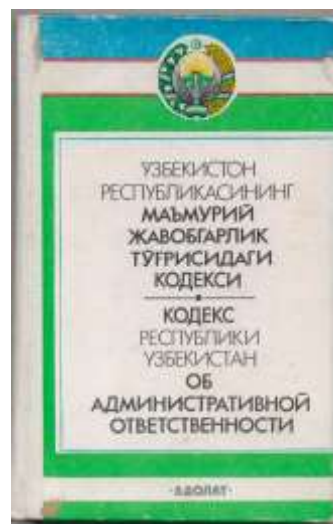 ЎЗБЕКИСТОН
РЕСПУБЛИКАСИНИНГ
МАЪМУРИЙ
ЖАВОБГАРЛИК
ТЎҒРИСИДАГИ
КОДЕКСИ
КОДЕКС
РЕСПУБЛИКИ
УЗБЕКИСТАН
ОБ
АДМИНИСТРАТИВНОЙ
ОТВЕТСТВЕННОСТИ
·АДОЛАТ·